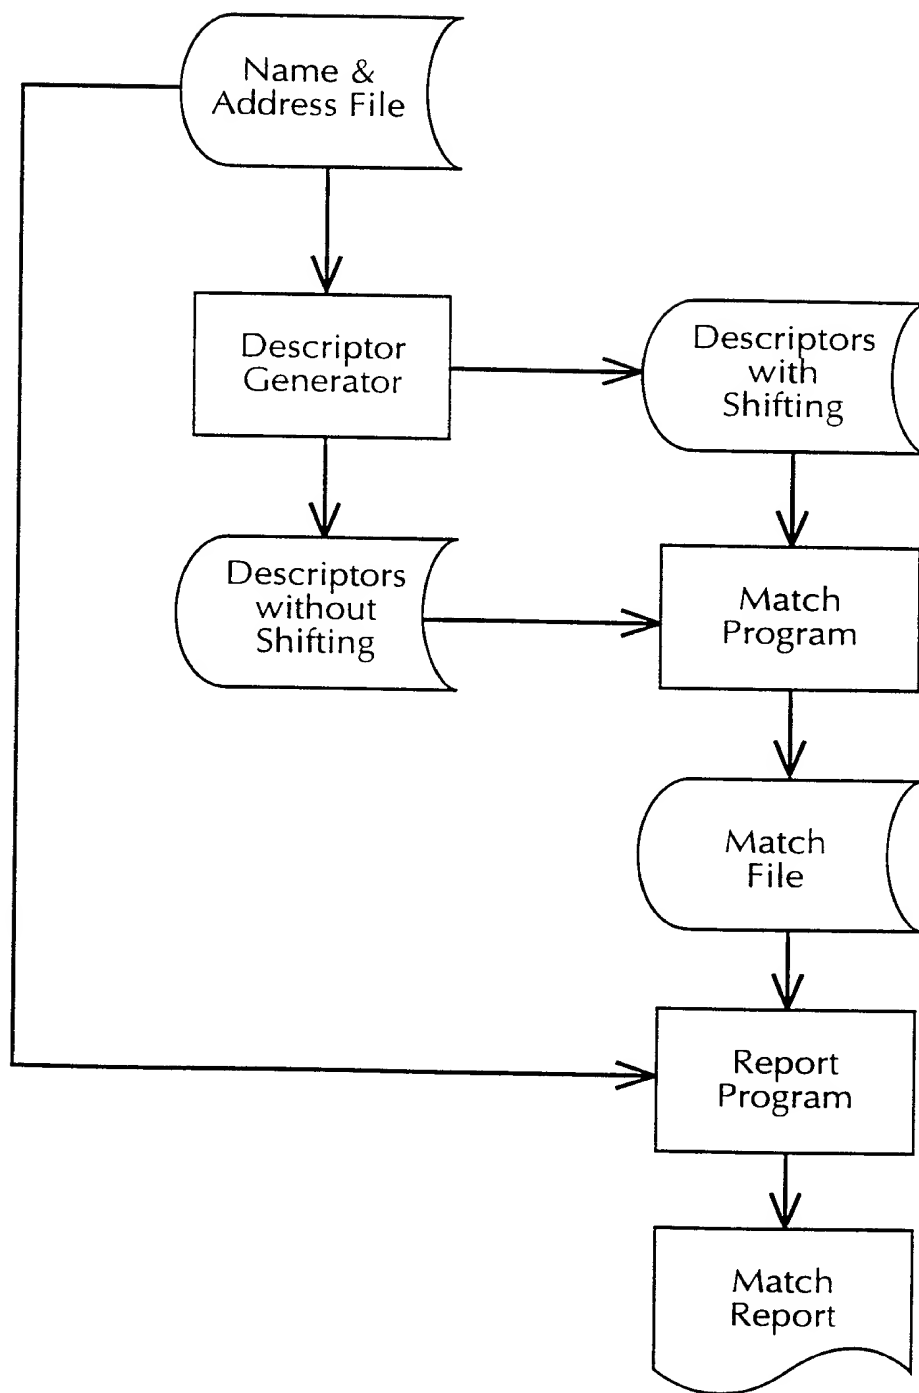 Name &
Address File
Descriptor
Generator
Descriptors
with
Shifting
Descriptors
without
Shifting
Match
Program
Match
File
Report
Program
Match
Report